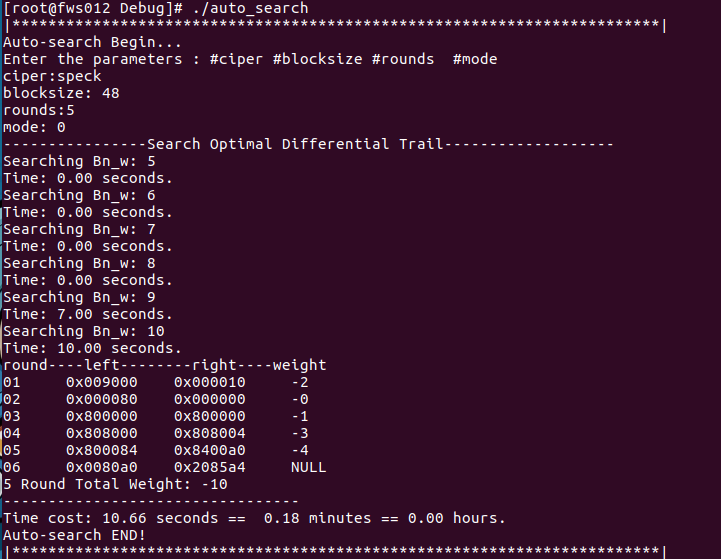 [root@fws012 Debug]# ./auto_search
|************************************************************************|
Auto-search Begin...
Enter the parameters : #ciper #blocksize #rounds  #mode
ciper:speck
blocksize: 48
rounds:5
mode: 0
----------------Search Optimal Differential Trail-------------------
Searching Bn_w: 5
Time: 0.00 seconds.
Searching Bn_w: 6
Time: 0.00 seconds.
Searching Bn_w: 7
Time: 0.00 seconds.
Searching Bn_w: 8
Time: 0.00 seconds.
Searching Bn_w: 9
Time: 7.00 seconds.
Searching Bn_w: 10
Time: 10.00 seconds.
round----left--------right----weight
01     0x009000    0x000010     -2
02     0x000080    0x000000     -0
03     0x800000    0x800000     -1
04     0x808000    0x808004     -3
05     0x800084    0x8400a0     -4
06     0x0080a0    0x2085a4     NULL
5 Round Total Weight: -10
---------------------------------
Time cost: 10.66 seconds ==  0.18 minutes == 0.00 hours.
Auto-search END!
|************************************************************************|